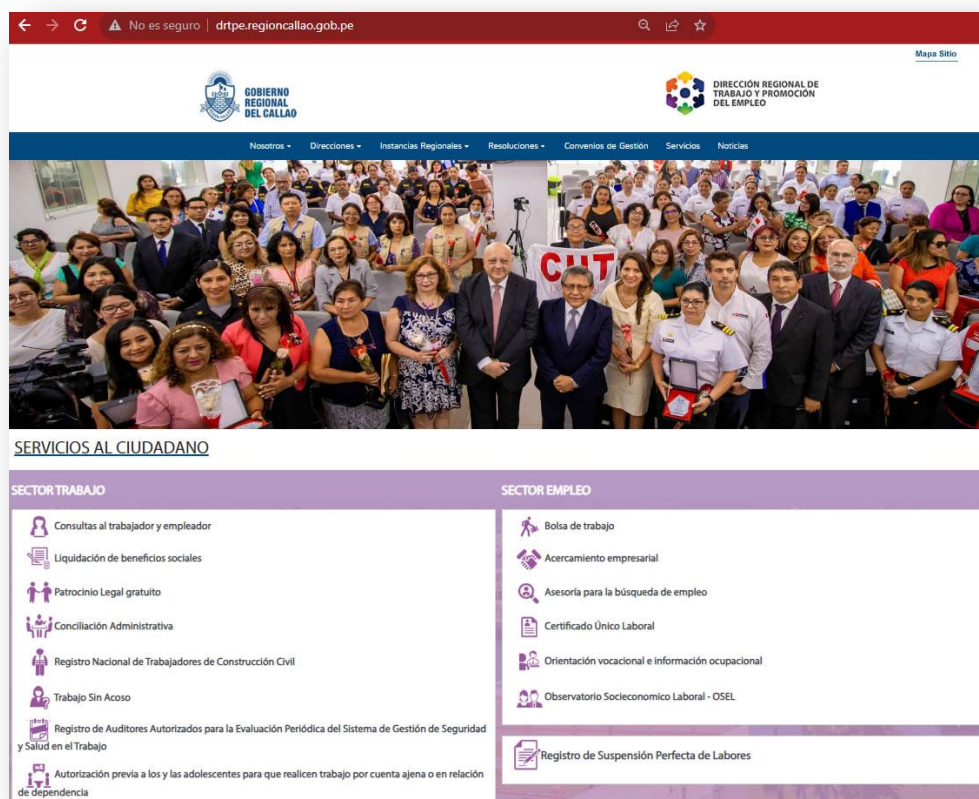 No es seguro | drtpe.regioncallao.gob.pe
Mapa Sitio
GOBIERNO
REGIONAL
DEL CALLAO
DIRECCIÓN REGIONAL DE
TRABAJO Y PROMOCIÓN
DEL EMPLEO
Nosotros Direcciones Instancias Regionales Resoluciones Convenios de Gestión Servicios Noticias
CUT
SERVICIOS AL CIUDADANO
SECTOR TRABAJO
Consultas al trabajador y empleador
Liquidación de beneficios sociales
Patrocinio Legal gratuito
Conciliación Administrativa
Registro Nacional de Trabajadores de Construcción Civil
Trabajo Sin Acoso
Registro de Auditores Autorizados para la Evaluación Periódica del Sistema de Gestión de Seguridad
y Salud en el Trabajo
Autorización previa a los y las adolescentes para que realicen trabajo por cuenta ajena o en relación
de dependencia
SECTOR EMPLEO
Bolsa de trabajo
Acercamiento empresarial
Asesoría para la búsqueda de empleo
Certificado Único Laboral
Orientación vocacional e información ocupacional
Observatorio Socieconomico Laboral - OSEL
Registro de Suspensión Perfecta de Labores